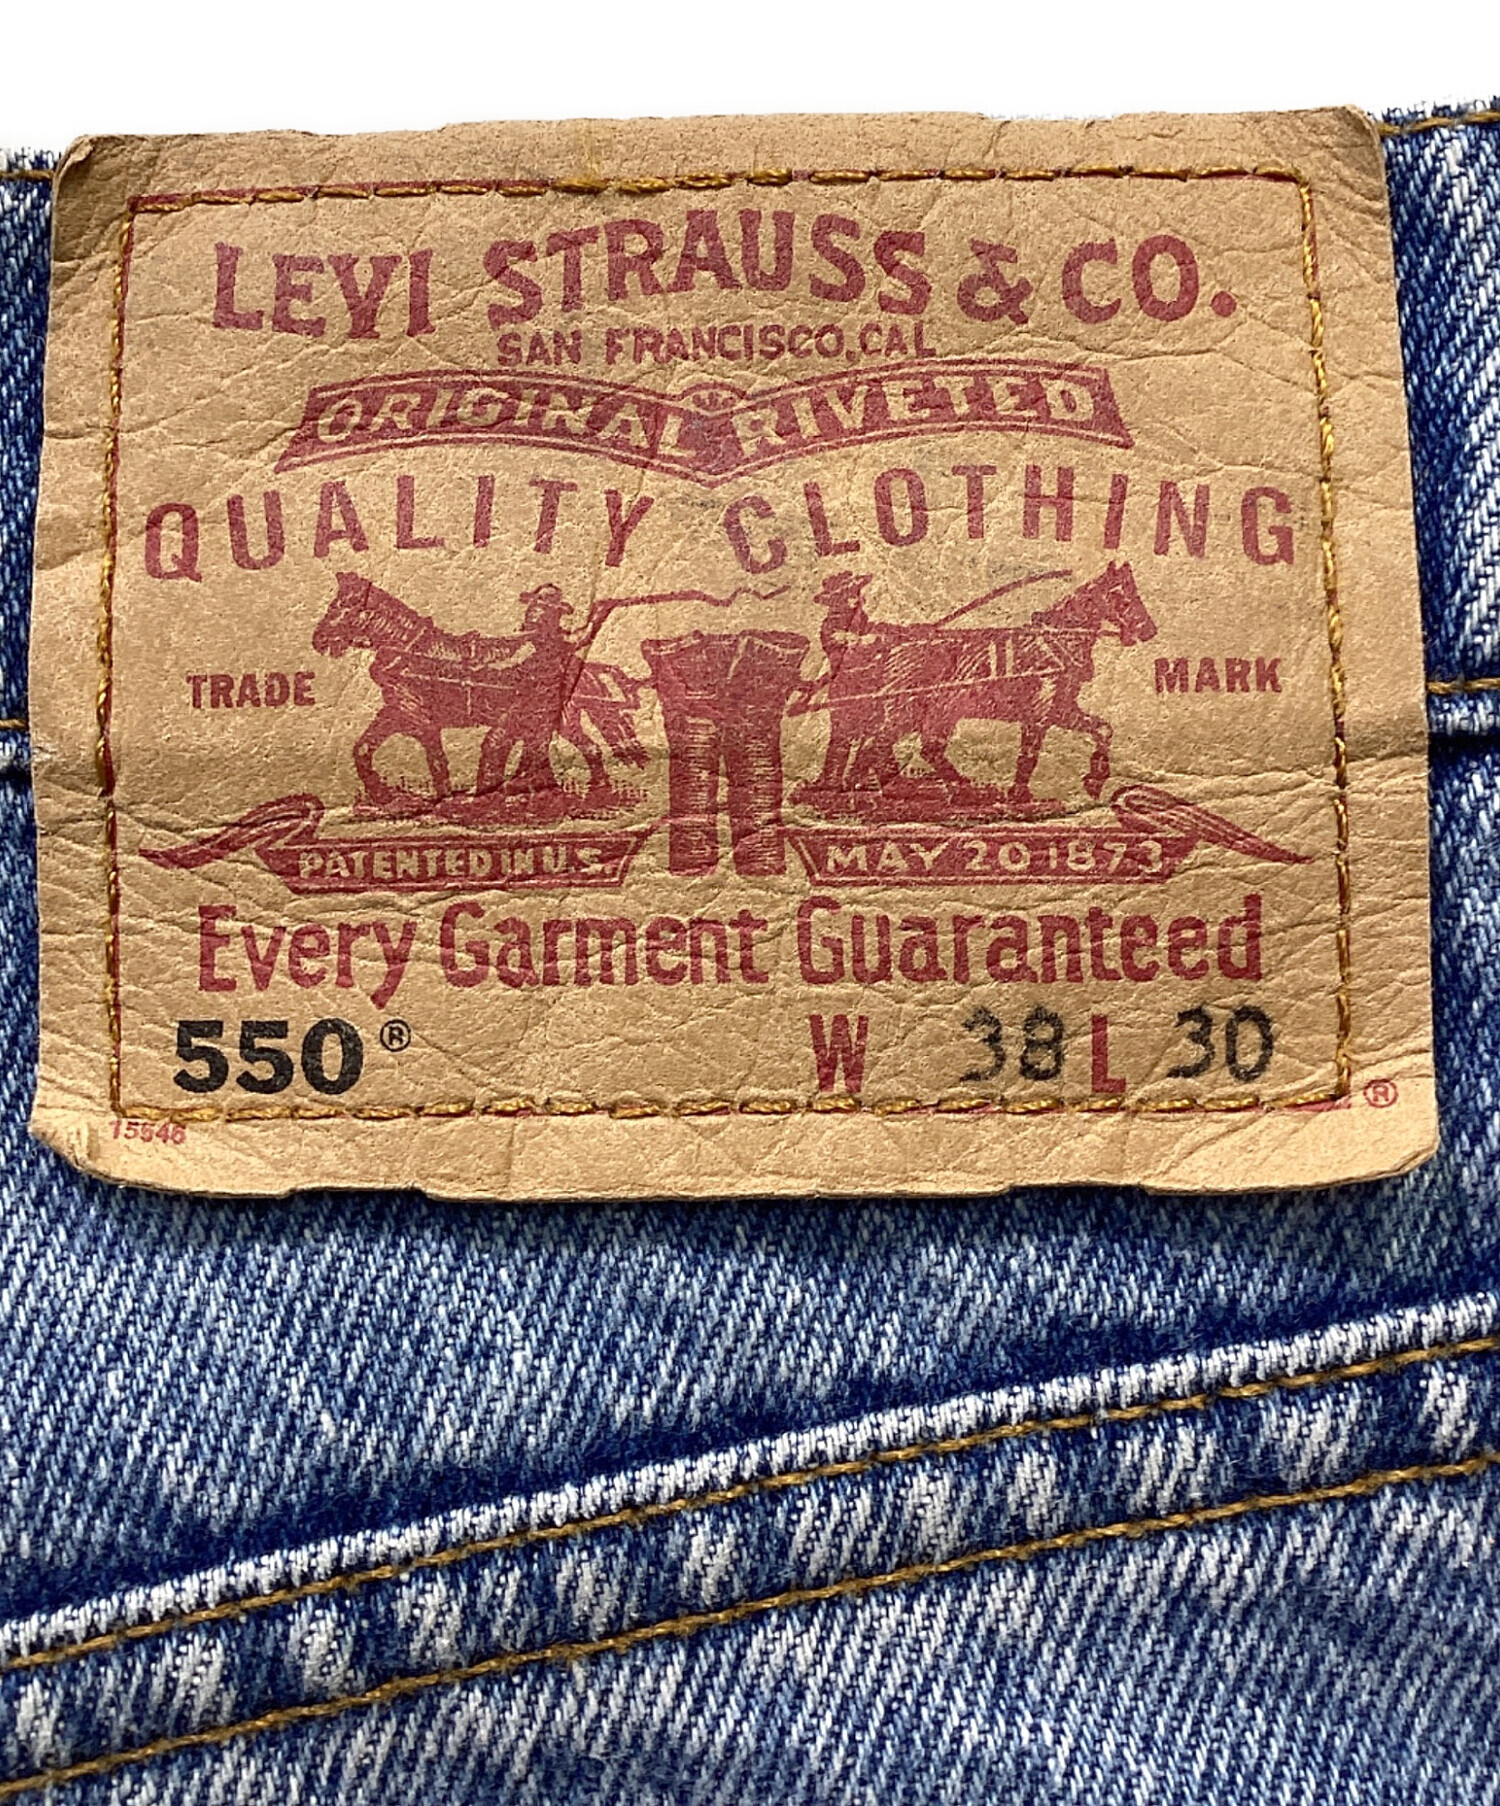 LEVI STRAUSS & CO.
SAN FRANCISCO, CAL
ORIGINAL RIVETED
QUALITY CLOTHING
TRADE MARK
PATENTED IN U.S. MAY 20 1873
Every Garment Guaranteed
550® W 38 L 30
®
15646